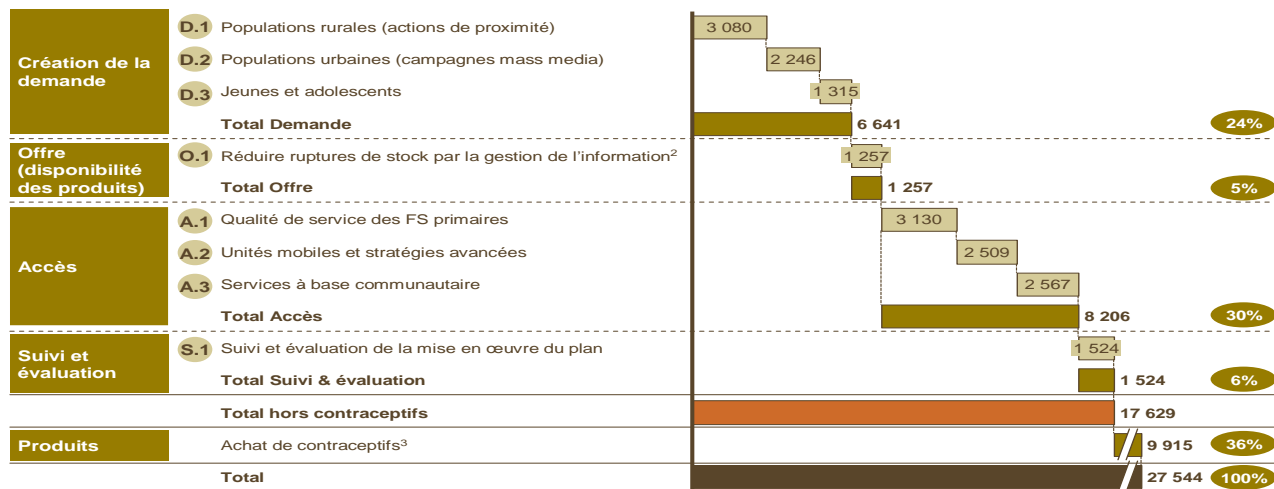 Création de la
demande
D.1 Populations rurales (actions de proximité) 3 080
D.2 Populations urbaines (campagnes mass media) 2 246
D.3 Jeunes et adolescents 1 315
Total Demande 6 641 24%
Offre
(disponibilité
des produits)
O.1 Réduire ruptures de stock par la gestion de l'information² 1 257
Total Offre 1 257 5%
Accès
A.1 Qualité de service des FS primaires 3 130
A.2 Unités mobiles et stratégies avancées 2 509
A.3 Services à base communautaire 2 567
Total Accès 8 206 30%
Suivi et
évaluation
S.1 Suivi et évaluation de la mise en œuvre du plan 1 524
Total Suivi & évaluation 1 524 6%
Total hors contraceptifs 17 629
Produits Achat de contraceptifs³ 9 915 36%
Total 27 544 100%